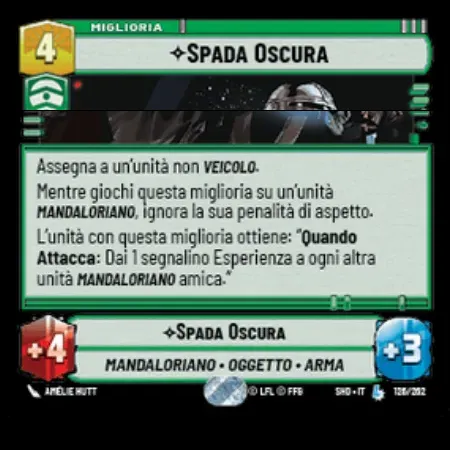 MIGLIORIA
4
✧SPADA OSCURA
Assegna a un'unità non VEICOLO.
Mentre giochi questa miglioria su un'unità
MANDALORIANO, ignora la sua penalità di aspetto.
L'unità con questa miglioria ottiene: "Quando
Attacca: Dai 1 segnalino Esperienza a ogni altra
unità MANDALORIANO amica."
✧SPADA OSCURA
+4
+3
MANDALORIANO • OGGETTO • ARMA
AMÉLIE HUTT
© LFL © FFG
SHD • IT
126/262